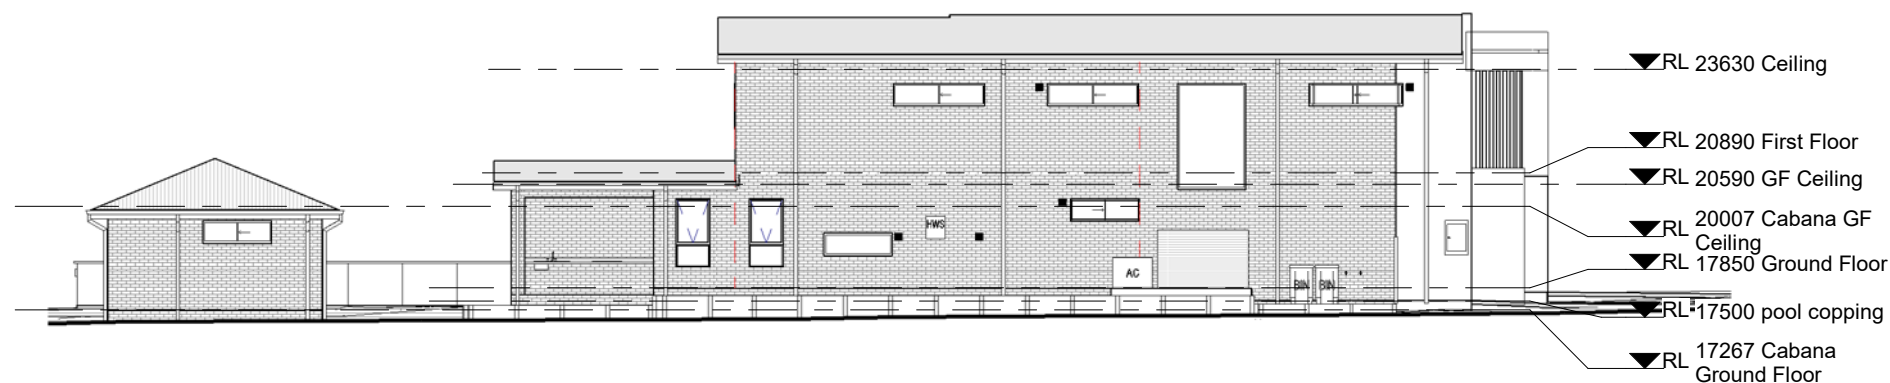 RL 23630 Ceiling
RL 20890 First Floor
RL 20590 GF Ceiling
RL 20007 Cabana GF
Ceiling
RL 17850 Ground Floor
RL 17500 pool copping
RL 17267 Cabana
Ground Floor
HWS
AC
BIN BIN